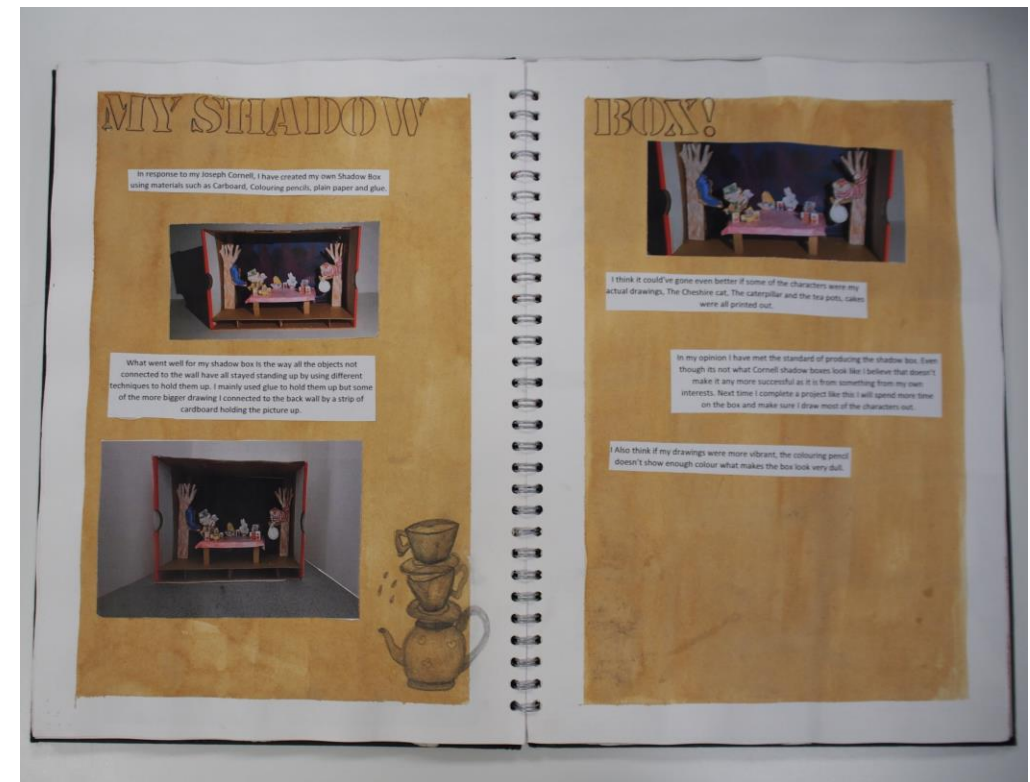 MY SHADOW
In response to my Joseph Cornell, I have created my own Shadow Box
using materials such as Carboard, Colouring pencils, plain paper and glue.
What went well for my shadow box is the way all the objects not
connected to the wall have all stayed standing up by using different
techniques to hold them up. I mainly used glue to hold them up but some
of the more bigger drawing I connected to the back wall by a strip of
cardboard holding the picture up.
BOX!
I think it could've gone even better if some of the characters were my
actual drawings, The Cheshire cat, The caterpillar and the tea pots, cakes
were all printed out.
In my opinion I have met the standard of producing the shadow box. Even
though its not what Cornell shadow boxes look like I believe that doesn't
make it any more successful as it is from something from my own
interests. Next time I complete a project like this I will spend more time
on the box and make sure I draw most of the characters out.
I Also think if my drawings were more vibrant, the colouring pencil
doesn't show enough colour what makes the box look very dull.